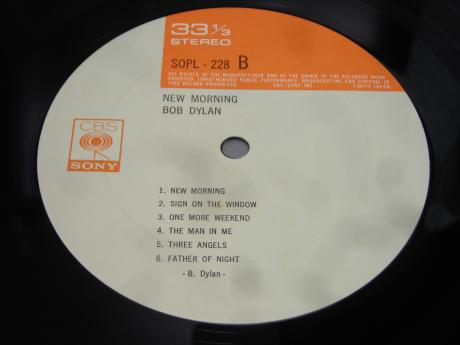 33 1/3
STEREO
SOPL - 228 B
ALL RIGHTS OF THE MANUFACTURER AND OF THE OWNER OF THE RECORDED WORK
RESERVED. UNAUTHORIZED PUBLIC PERFORMANCE, BROADCASTING AND COPYING OF
THIS RECORD PROHIBITED. CBS/SONY INC. TOKYO JAPAN.
NEW MORNING
BOB DYLAN
CBS
SONY
1. NEW MORNING
2. SIGN ON THE WINDOW
3. ONE MORE WEEKEND
4. THE MAN IN ME
5. THREE ANGELS
6. FATHER OF NIGHT
- B. Dylan -